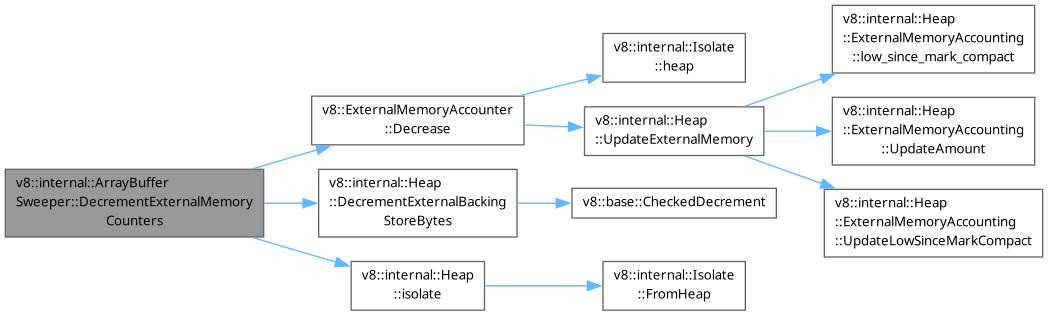 v8::internal::ArrayBuffer
Sweeper::DecrementExternalMemory
Counters
v8::ExternalMemoryAccounter
::Decrease
v8::internal::Isolate
::heap
v8::internal::Heap
::UpdateExternalMemory
v8::internal::Heap
::ExternalMemoryAccounting
::low_since_mark_compact
v8::internal::Heap
::ExternalMemoryAccounting
::UpdateAmount
v8::internal::Heap
::ExternalMemoryAccounting
::UpdateLowSinceMarkCompact
v8::internal::Heap
::DecrementExternalBacking
StoreBytes
v8::base::CheckedDecrement
v8::internal::Heap
::isolate
v8::internal::Isolate
::FromHeap